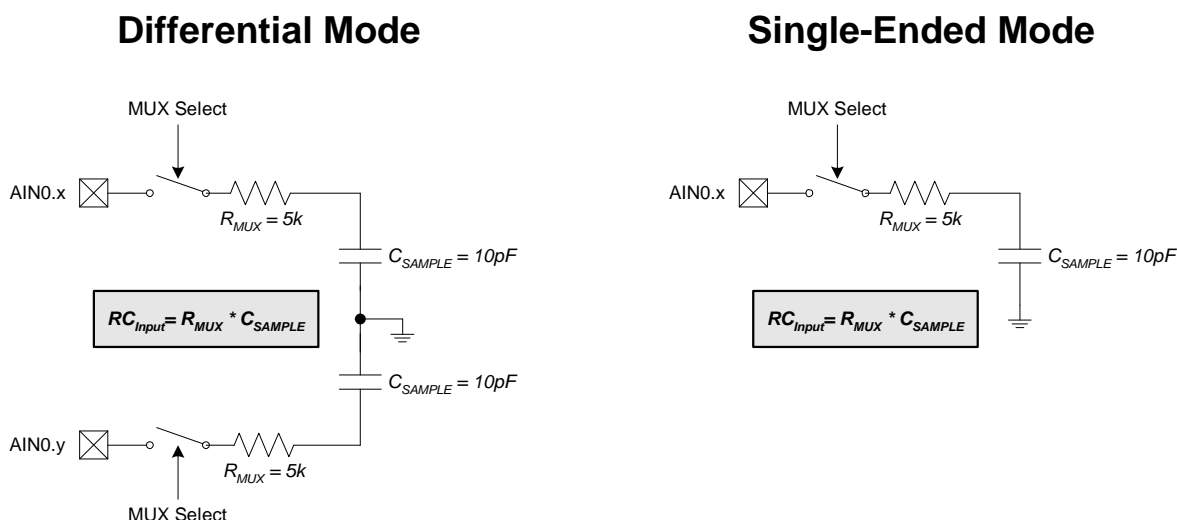 Differential Mode
MUX Select
AIN0.x
R_MUX = 5k
C_SAMPLE = 10pF
RC_Input= R_MUX * C_SAMPLE
C_SAMPLE = 10pF
AIN0.y
R_MUX = 5k
MUX Select
Single-Ended Mode
MUX Select
AIN0.x
R_MUX = 5k
C_SAMPLE = 10pF
RC_Input= R_MUX * C_SAMPLE